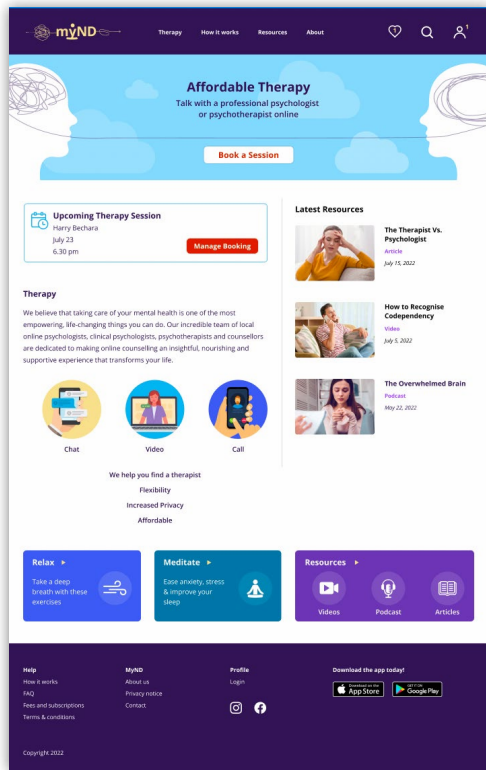 myND
Therapy
How it works
Resources
About
1
1
Affordable Therapy
Talk with a professional psychologist
or psychotherapist online
Book a Session
Upcoming Therapy Session
Harry Bechara
July 23
6.30 pm
Manage Booking
Therapy
We believe that taking care of your mental health is one of the most
empowering, life-changing things you can do. Our incredible team of local
online psychologists, clinical psychologists, psychotherapists and counsellors
are dedicated to making online counselling an insightful, nourishing and
supportive experience that transforms your life.
Chat
Video
Call
We help you find a therapist
Flexibility
Increased Privacy
Affordable
Latest Resources
The Therapist Vs.
Psychologist
Article
July 15, 2022
How to Recognise
Codependency
Video
July 5, 2022
The Overwhelmed Brain
Podcast
May 22, 2022
Relax
Take a deep
breath with these
exercises
Meditate
Ease anxiety, stress
& improve your
sleep
Resources
Videos
Podcast
Articles
Help
How it works
FAQ
Fees and subscriptions
Terms & conditions
MyND
About us
Privacy notice
Contact
Profile
Login
Download the app today!
Download on the
App Store
GET IT ON
Google Play
Copyright 2022